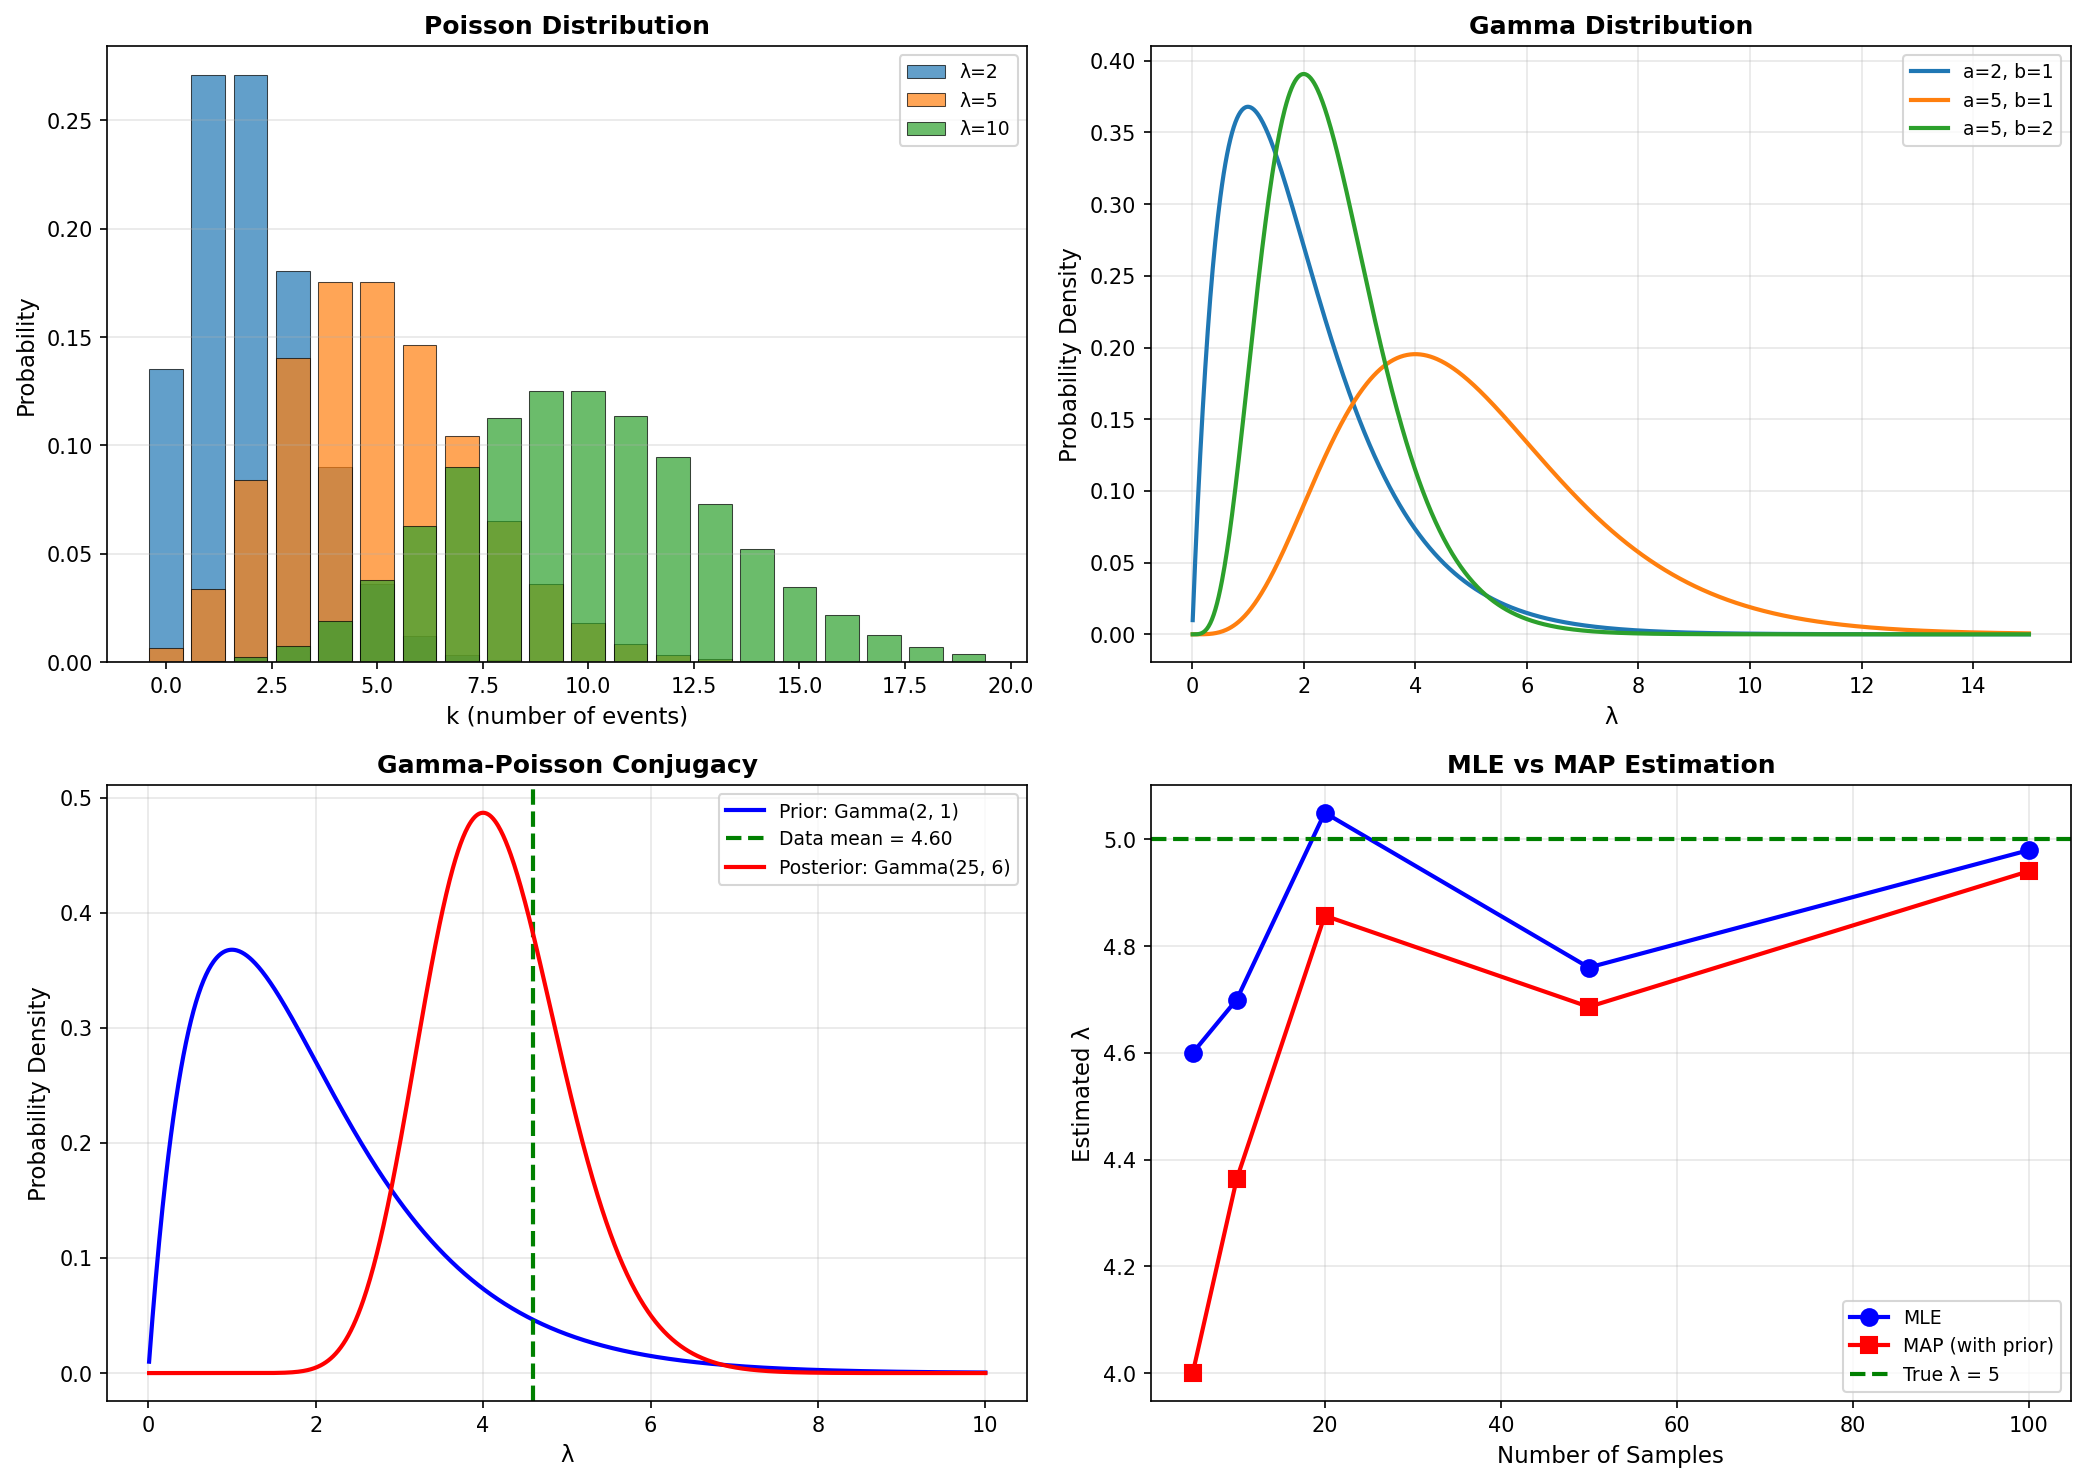 Poisson Distribution
λ=2
λ=5
λ=10
0.25
0.20
0.15
0.10
0.05
0.00
Probability
0.0 2.5 5.0 7.5 10.0 12.5 15.0 17.5 20.0
k (number of events)
Gamma Distribution
a=2, b=1
a=5, b=1
a=5, b=2
0.40
0.35
0.30
0.25
0.20
0.15
0.10
0.05
0.00
Probability Density
0 2 4 6 8 10 12 14
λ
Gamma-Poisson Conjugacy
Prior: Gamma(2, 1)
Data mean = 4.60
Posterior: Gamma(25, 6)
0.5
0.4
0.3
0.2
0.1
0.0
Probability Density
0 2 4 6 8 10
λ
MLE vs MAP Estimation
5.0
4.8
4.6
4.4
4.2
4.0
Estimated λ
MLE
MAP (with prior)
True λ = 5
20 40 60 80 100
Number of Samples